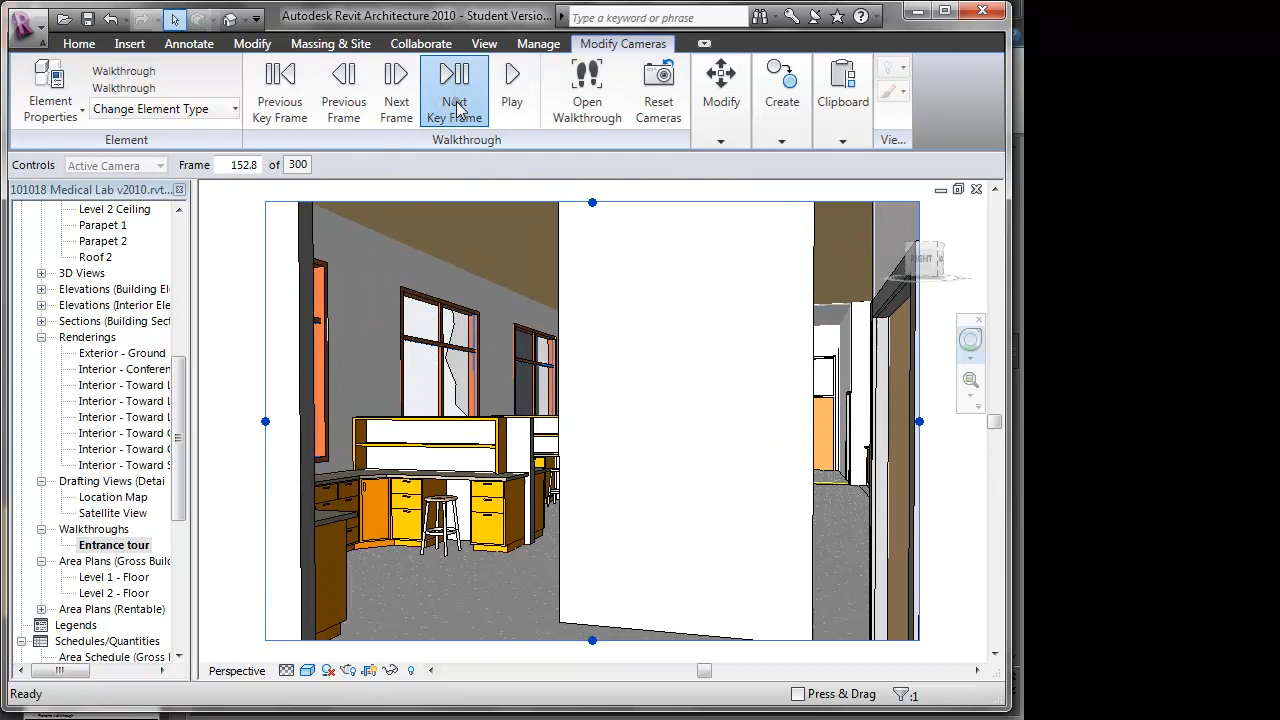 Autodesk Revit Architecture 2010 - Student Versio...
Type a keyword or phrase
Home Insert Annotate Modify Massing & Site Collaborate View Manage Modify Cameras
Element Properties
Walkthrough
Walkthrough
Change Element Type
Previous Key Frame
Previous Frame
Next Frame
Next Key Frame
Play
Open Walkthrough
Reset Cameras
Modify
Create
Clipboard
Element
Walkthrough
Vie...
Controls Active Camera Frame 152.8 of 300
101018 Medical Lab v2010.rvt...
Level 2 Ceiling
Parapet 1
Parapet 2
Roof 2
3D Views
Elevations (Building El
Elevations (Interior Ele
Sections (Building Sect
Renderings
Exterior - Ground
Interior - Conferen
Interior - Toward L
Interior - Toward L
Interior - Toward L
Interior - Toward C
Interior - Toward C
Interior - Toward S
Drafting Views (Detai
Location Map
Satellite View
Walkthroughs
Entrance tour
Area Plans (Gross Build
Level 1 - Floor
Level 2 - Floor
Area Plans (Rentable)
Legends
Schedules/Quantities
Area Schedule (Gross
RIGHT
Perspective
Ready
Press & Drag
:1